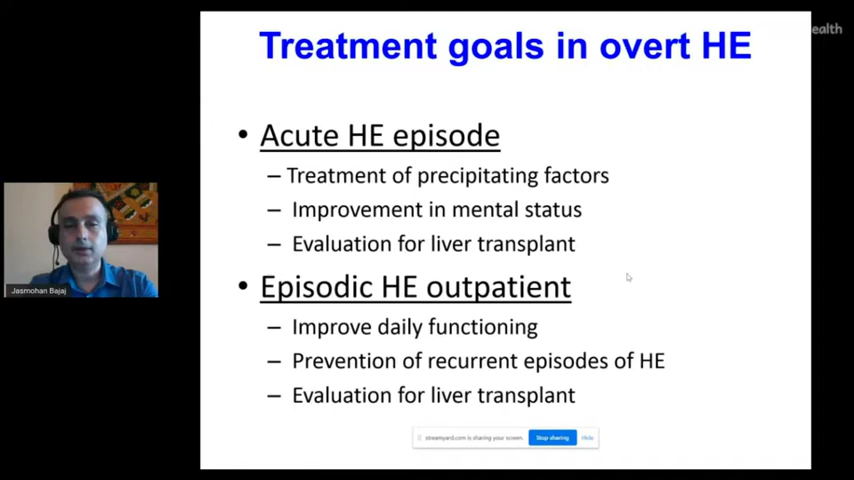 ealth
Treatment goals in overt HE
• Acute HE episode
– Treatment of precipitating factors
– Improvement in mental status
– Evaluation for liver transplant
• Episodic HE outpatient
– Improve daily functioning
– Prevention of recurrent episodes of HE
– Evaluation for liver transplant
Jasmohan Bajaj
streamyard.com is sharing your screen. Stop sharing Hide